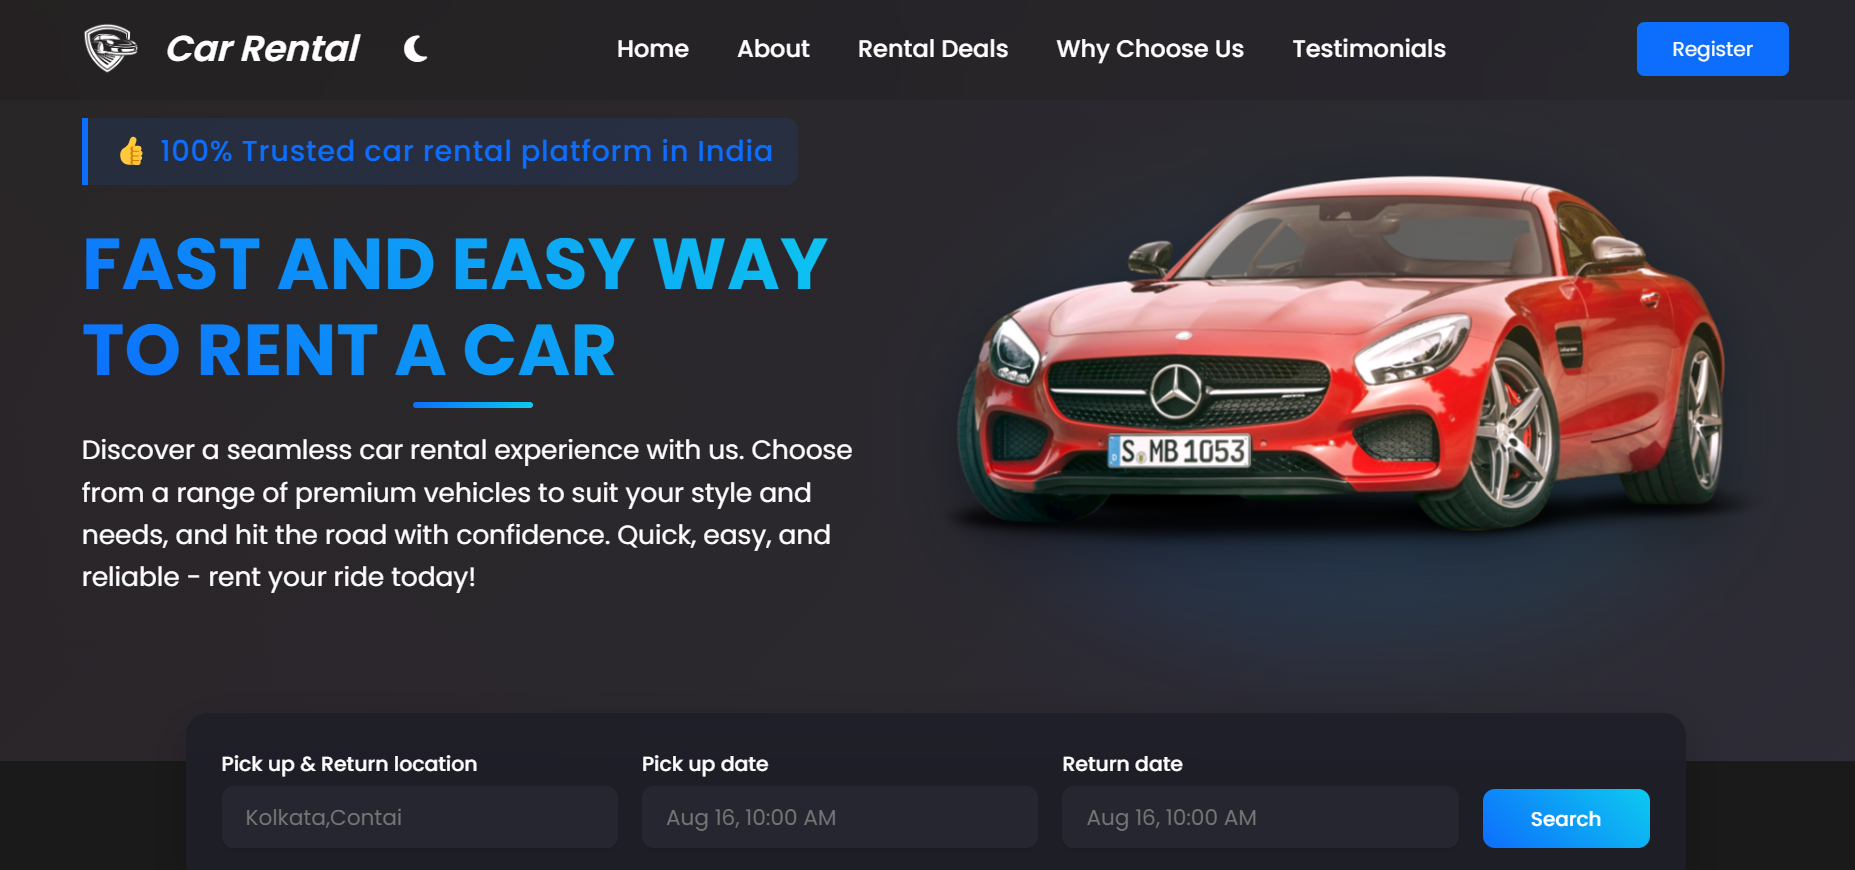 Car Rental
Home
About
Rental Deals
Why Choose Us
Testimonials
Register
👍 100% Trusted car rental platform in India
FAST AND EASY WAY
TO RENT A CAR
Discover a seamless car rental experience with us. Choose
from a range of premium vehicles to suit your style and
needs, and hit the road with confidence. Quick, easy, and
reliable - rent your ride today!
S MB 1053
Pick up & Return location
Pick up date
Return date
Kolkata,Contai
Aug 16, 10:00 AM
Aug 16, 10:00 AM
Search